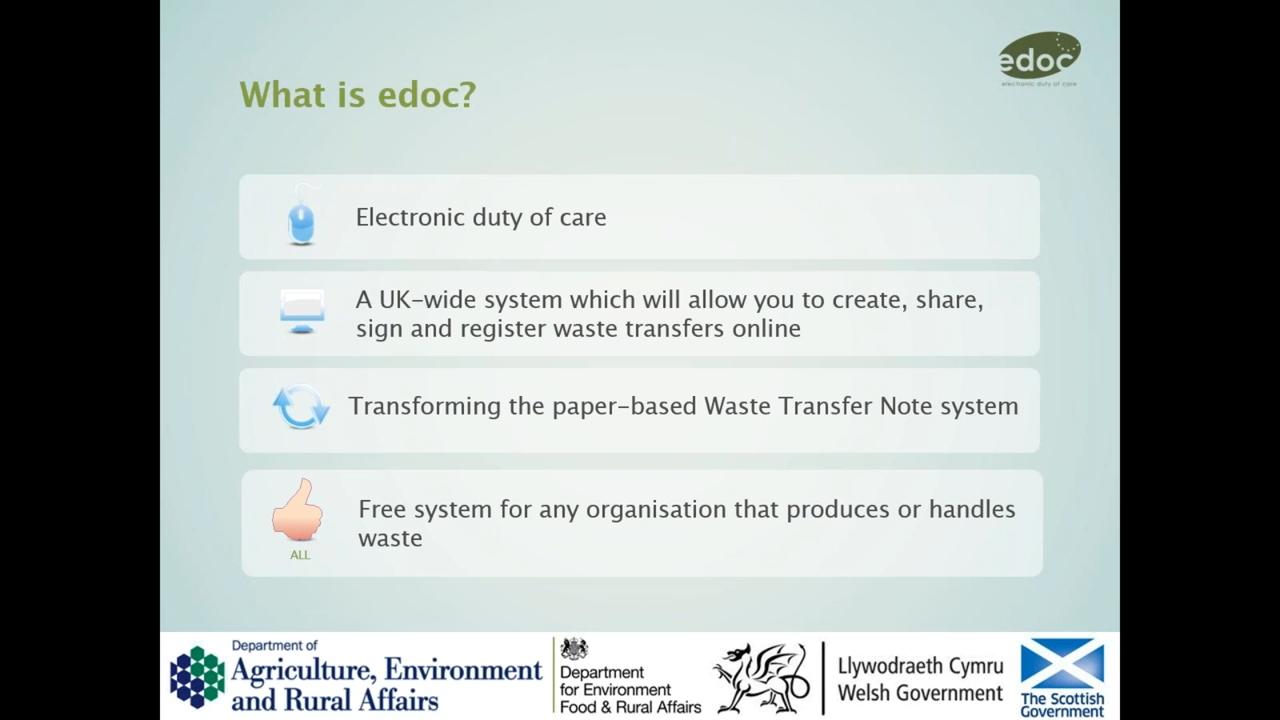 edoc
electronic duty of care
What is edoc?
Electronic duty of care
A UK-wide system which will allow you to create, share,
sign and register waste transfers online
Transforming the paper-based Waste Transfer Note system
Free system for any organisation that produces or handles
waste
ALL
Department of
Agriculture, Environment
and Rural Affairs
Department
for Environment
Food & Rural Affairs
Llywodraeth Cymru
Welsh Government
The Scottish
Government